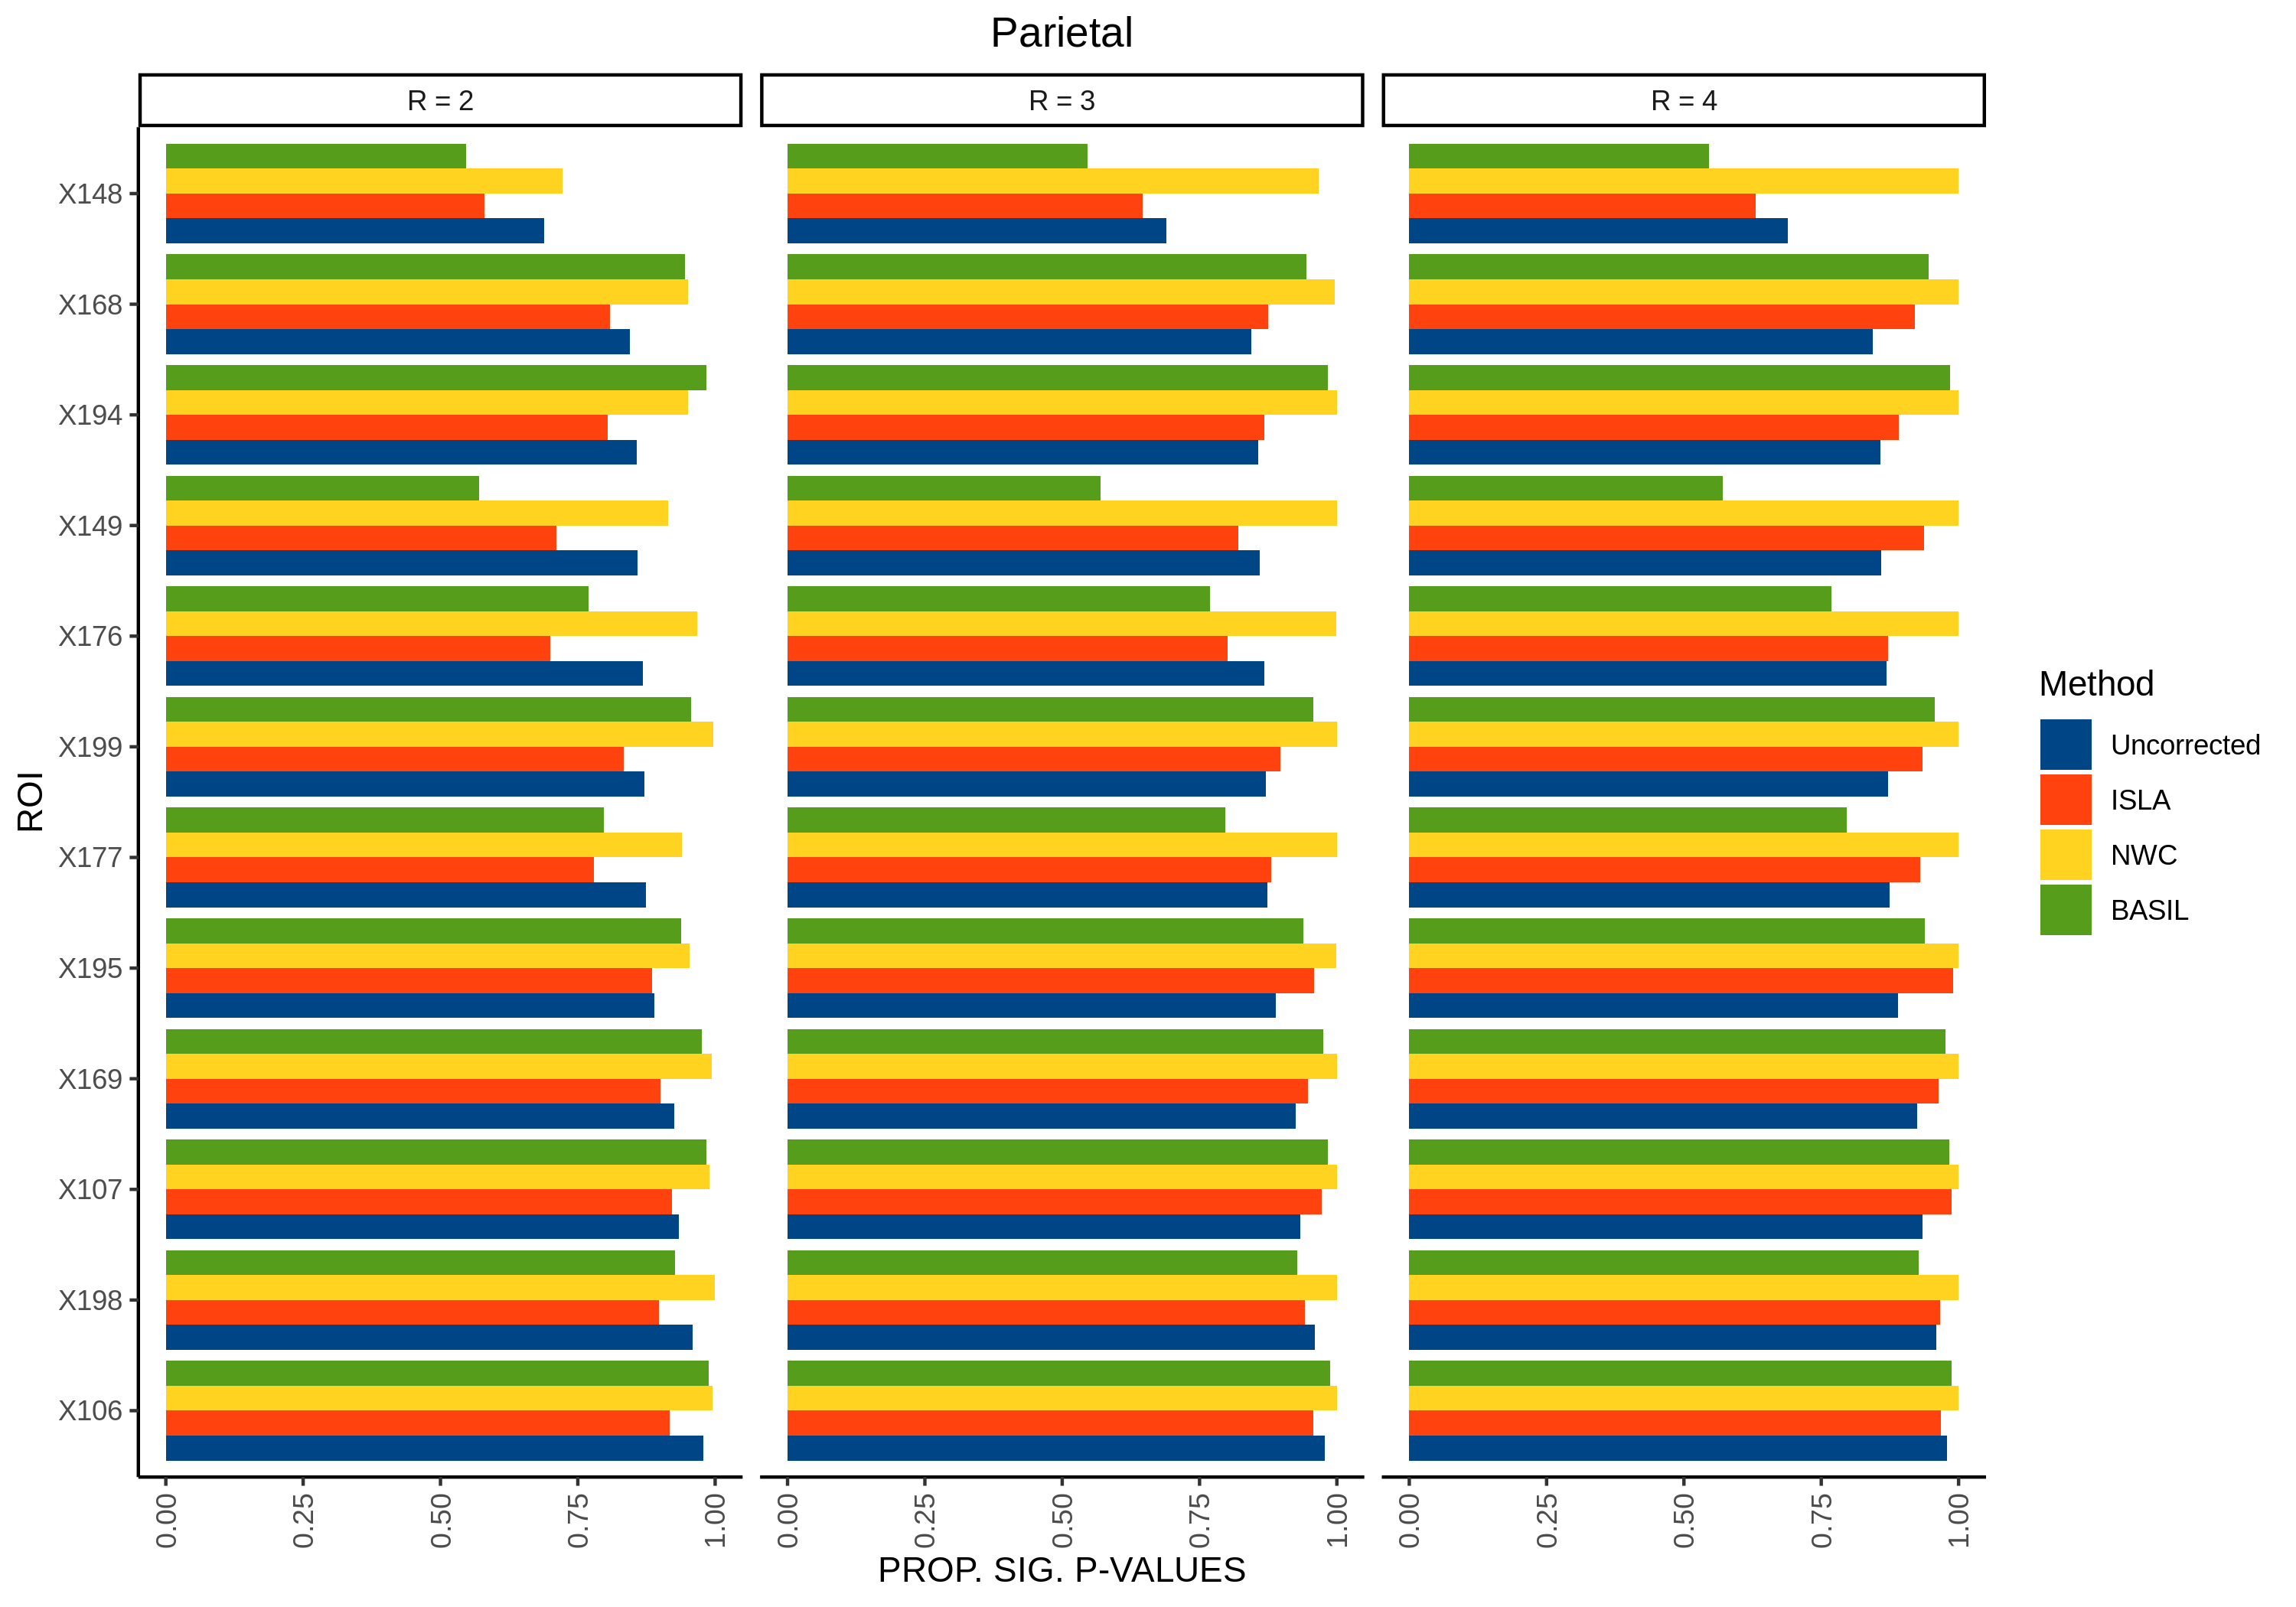 Parietal
R = 2
R = 3
R = 4
X148
X168
X194
X149
X176
X199
X177
X195
X169
X107
X198
X106
ROI
0.00
0.25
0.50
0.75
1.00
0.00
0.25
0.50
0.75
1.00
0.00
0.25
0.50
0.75
1.00
PROP. SIG. P-VALUES
Method
Uncorrected
ISLA
NWC
BASIL